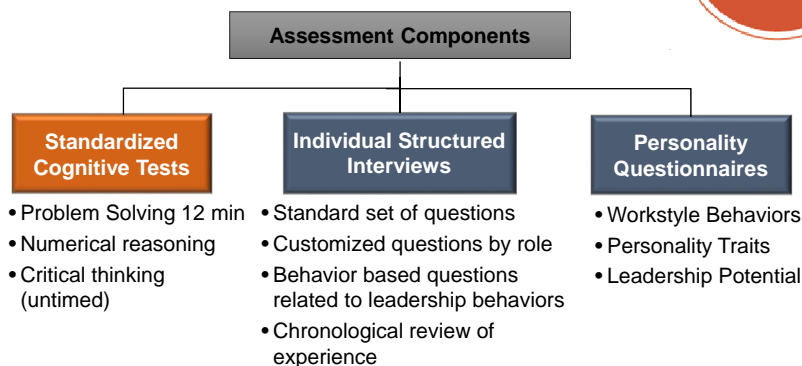 Assessment Components
Standardized
Cognitive Tests
• Problem Solving 12 min
• Numerical reasoning
• Critical thinking
(untimed)
Individual Structured
Interviews
• Standard set of questions
• Customized questions by role
• Behavior based questions
related to leadership behaviors
• Chronological review of
experience
Personality
Questionnaires
• Workstyle Behaviors
• Personality Traits
• Leadership Potential